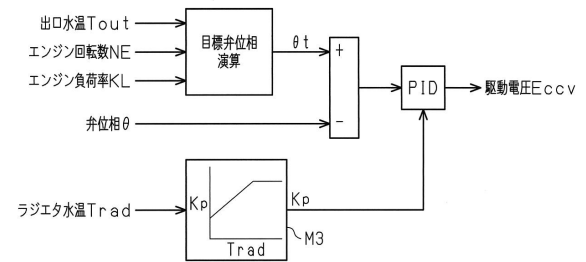 出口水温Tout
エンジン回転数NE
エンジン負荷率KL
目標弁位相
演算
θt
+
−
弁位相θ
PID
駆動電圧Eccv
ラジエタ水温Trad
Kp
Trad
Kp
M3